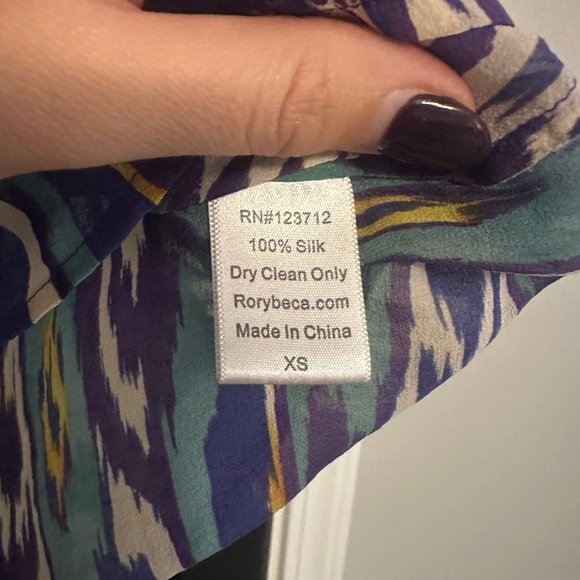 RN#123712
100% Silk
Dry Clean Only
Rorybeca.com
Made In China
XS